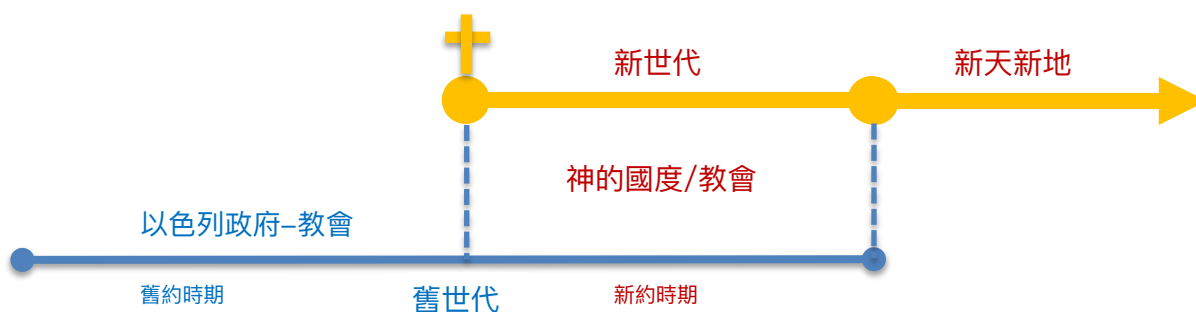 新世代
新天新地
神的國度/教會
以色列政府–教會
舊約時期
舊世代
新約時期